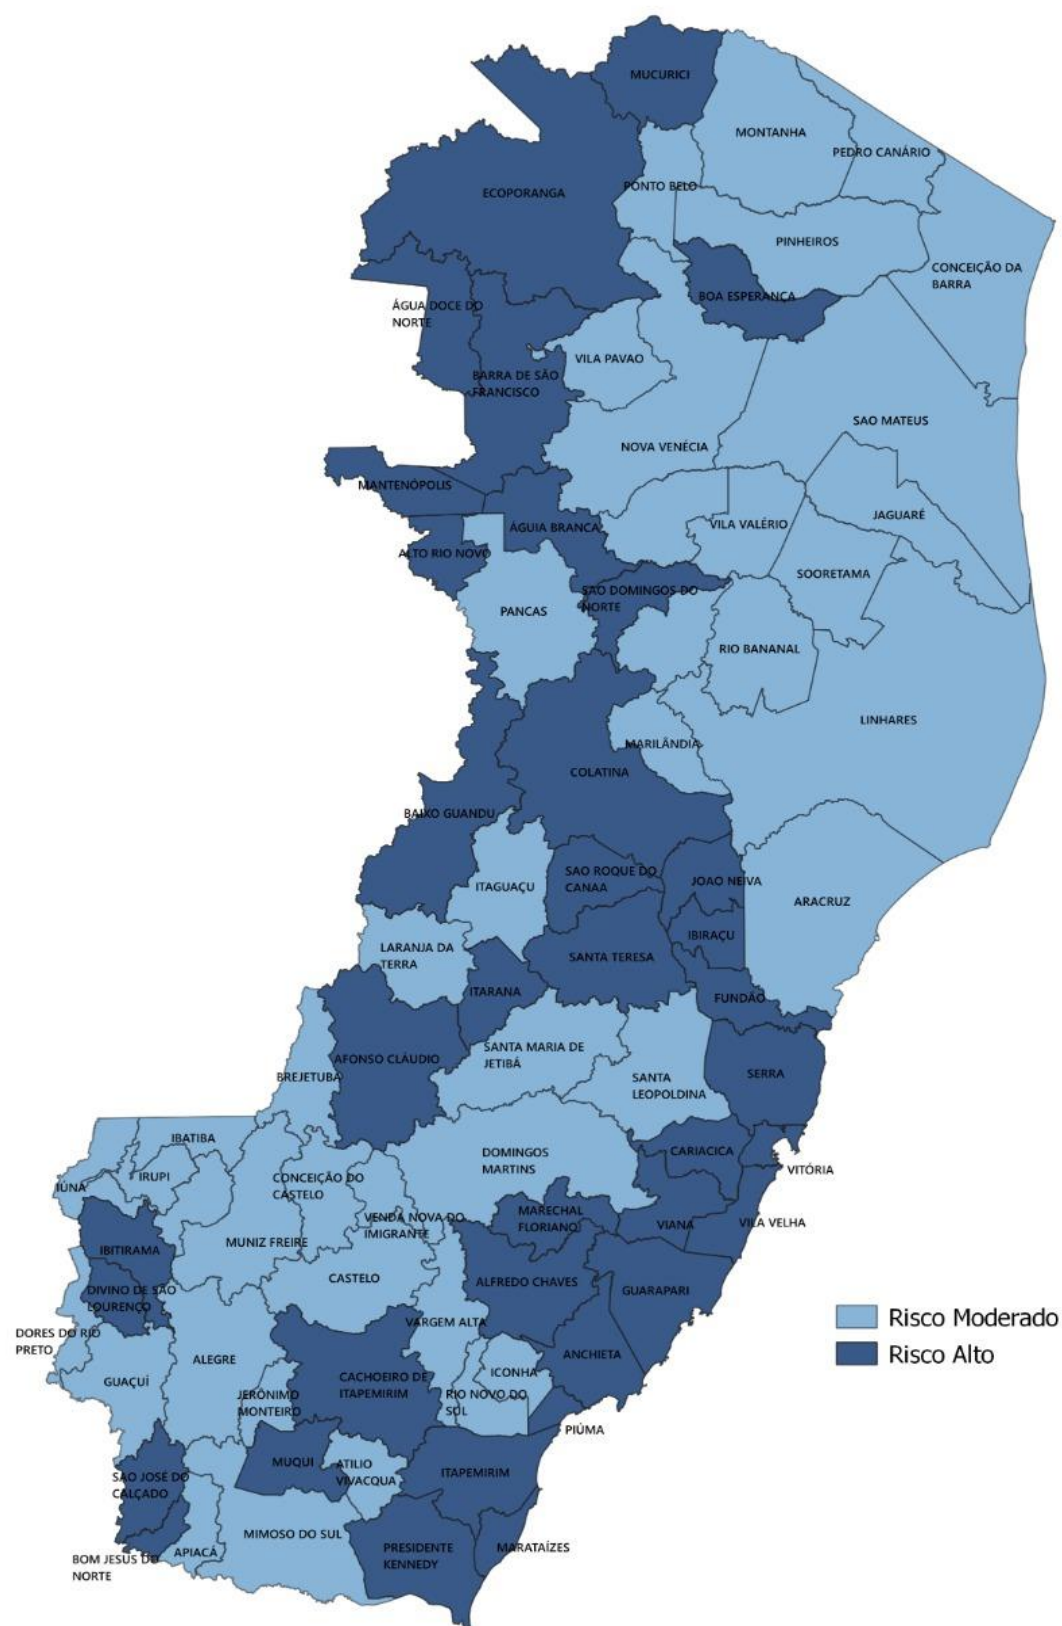 MUCURICI
MONTANHA
PEDRO CANÁRIO
PONTO BELO
ECOPORANGA
PINHEIROS
CONCEIÇÃO DA
BARRA
BOA ESPERANÇA
ÁGUA DOCE DO
NORTE
VILA PAVAO
BARRA DE SÃO
FRANCISCO
SAO MATEUS
NOVA VENÉCIA
MANTENÓPOLIS
JAGUARÉ
ÁGUIA BRANCA
VILA VALÉRIO
ALTO RIO NOVO
SOORETAMA
SAO DOMINGOS DO
NORTE
PANCAS
RIO BANANAL
LINHARES
MARILÂNDIA
COLATINA
BAIXO GUANDU
SAO ROQUE DO
CANAA
JOAO NEIVA
ITAGUAÇU
ARACRUZ
IBIRAÇU
LARANJA DA
TERRA
SANTA TERESA
ITARANA
FUNDÃO
SANTA MARIA DE
JETIBÁ
AFONSO CLÁUDIO
BREJETUBA
SANTA
LEOPOLDINA
SERRA
IBATIBA
DOMINGOS
MARTINS
CARIACICA
VITÓRIA
IRUPI
IÚNA
CONCEIÇÃO DO
CASTELO
VENDA NOVA DO
IMIGRANTE
MARECHAL
FLORIANO
VIANA
VILA VELHA
IBITIRAMA
MUNIZ FREIRE
CASTELO
ALFREDO CHAVES
GUARAPARI
DIVINO DE SÃO
LOURENÇO
Risco Moderado
DORES DO RIO
PRETO
VARGEM ALTA
Risco Alto
ALEGRE
ANCHIETA
GUAÇUÍ
CACHOEIRO DE
ITAPEMIRIM
ICONHA
JERÔNIMO
MONTEIRO
RIO NOVO DO
SUL
PIÚMA
MUQUI
ATILIO
VIVACQUA
ITAPEMIRIM
SÃO JOSÉ DO
CALÇADO
MIMOSO DO SUL
PRESIDENTE
KENNEDY
MARATAÍZES
APIACÁ
BOM JESUS DO
NORTE